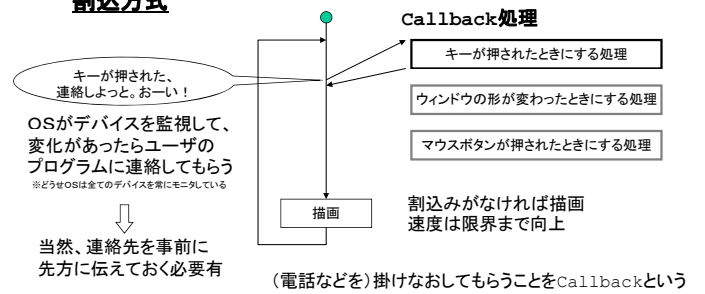 割込方式
Callback処理
キーが押されたときにする処理
キーが押された、
連絡しよっと。おーい！
ウィンドウの形が変わったときにする処理
OSがデバイスを監視して、
変化があったらユーザの
プログラムに連絡してもらう
※どうせOSは全てのデバイスを常にモニタしている
マウスボタンが押されたときにする処理
描画
割込みがなければ描画
速度は限界まで向上
当然、連絡先を事前に
先方に伝えておく必要有
（電話などを）掛けなおしてもらうことをCallbackという